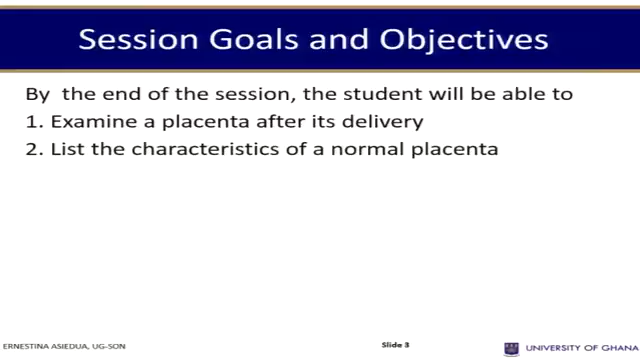 Session Goals and Objectives
By the end of the session, the student will be able to
1. Examine a placenta after its delivery
2. List the characteristics of a normal placenta
ERNESTINA ASIEDUA, UG-SON
Slide 3
UNIVERSITY OF GHANA